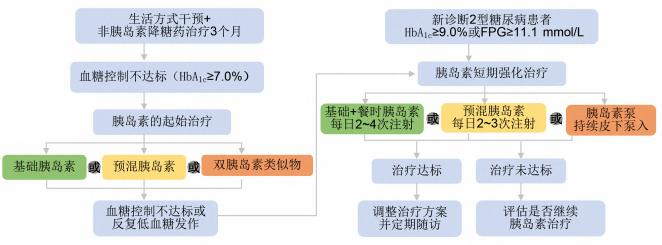 生活方式干预+
非胰岛素降糖药治疗3个月
血糖控制不达标（HbA1c≥7.0%）
胰岛素的起始治疗
基础胰岛素
或
预混胰岛素
或
双胰岛素类似物
血糖控制不达标或
反复低血糖发作
新诊断2型糖尿病患者
HbA1c≥9.0%或FPG≥11.1 mmol/L
胰岛素短期强化治疗
基础+餐时胰岛素
每日2~4次注射
或
预混胰岛素
每日2~3次注射
或
胰岛素泵
持续皮下泵入
治疗达标
治疗未达标
调整治疗方案
并定期随访
评估是否继续
胰岛素治疗